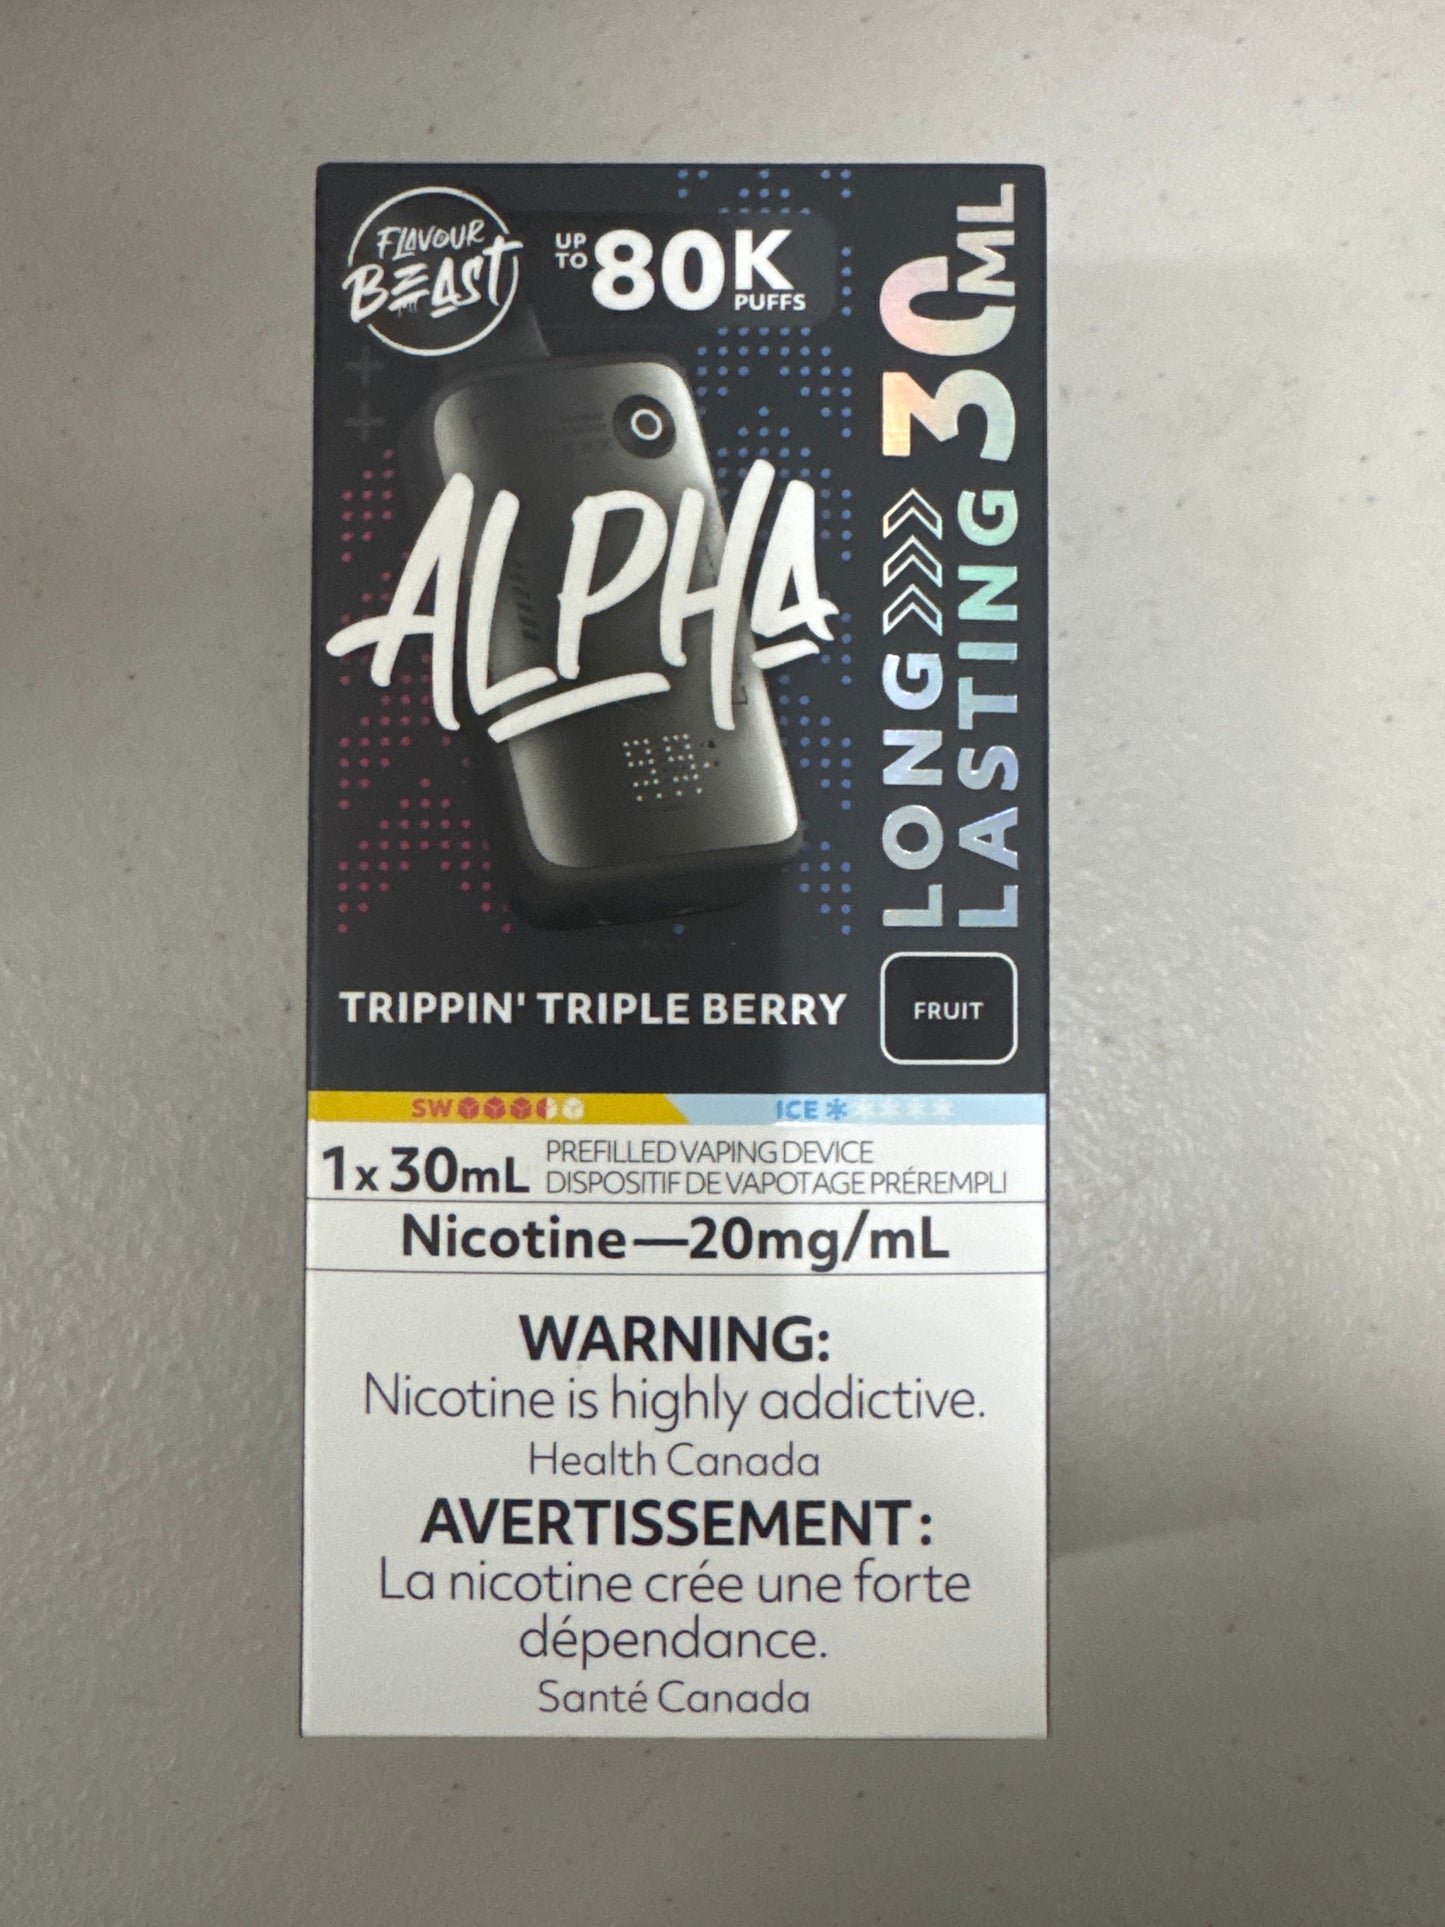 FLAVOUR
BEAST
UP
TO
80K
PUFFS
ALPHA
LONG
LASTING
30ML
TRIPPIN' TRIPLE BERRY
FRUIT
SW
ICE
1x30mL
PREFILLED VAPING DEVICE
DISPOSITIF DE VAPOTAGE PRÉREMPLI
Nicotine—20mg/mL
WARNING:
Nicotine is highly addictive.
Health Canada
AVERTISSEMENT :
La nicotine crée une forte
dépendance.
Santé Canada